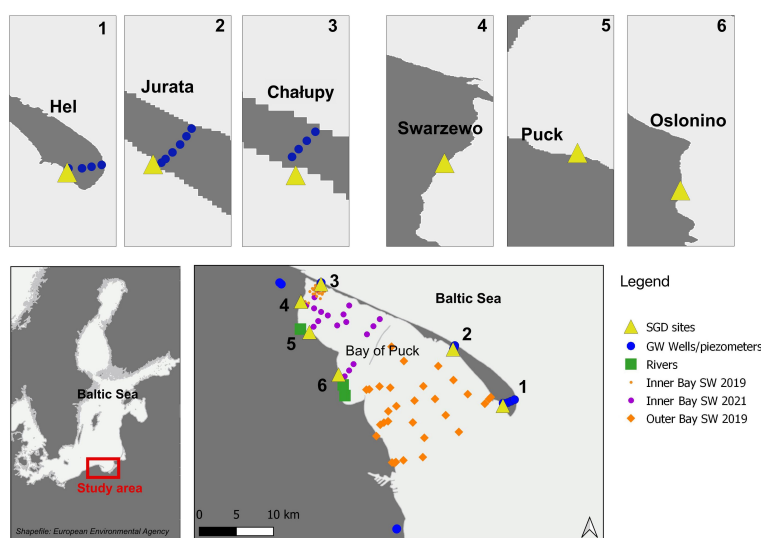 1
2
3
4
5
6
Hel
Jurata
Chałupy
Swarzewo
Puck
Oslonino
Baltic Sea
Study area
Shapefile: European Environmental Agency
3
Baltic Sea
4
2
5
Bay of Puck
6
1
0 5 10 km
Legend
SGD sites
GW Wells/piezometers
Rivers
Inner Bay SW 2019
Inner Bay SW 2021
Outer Bay SW 2019